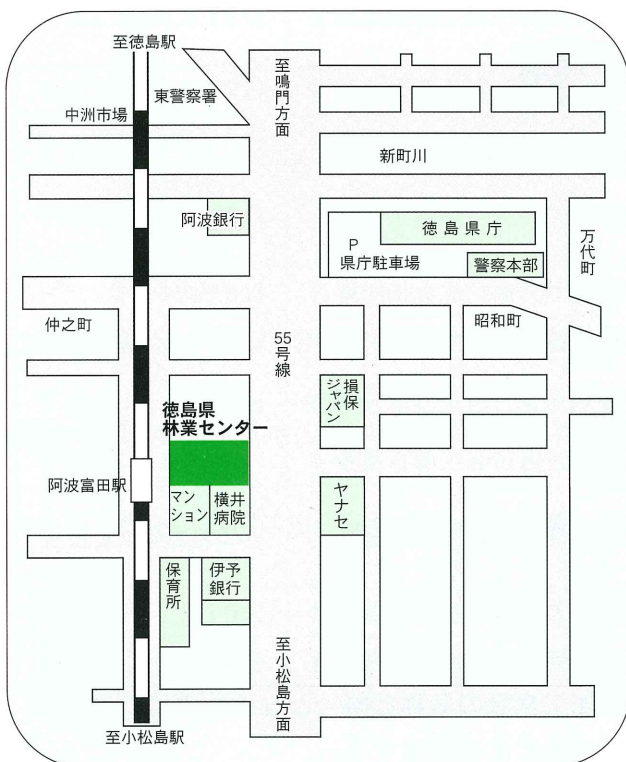 至徳島駅
至鳴門方面
東警察署
中洲市場
新町川
阿波銀行
徳島県庁
P
県庁駐車場
警察本部
万代町
仲之町
昭和町
55号線
損保
ジャパン
徳島県
林業センター
阿波富田駅
マン
ション
横井
病院
ヤナセ
保育所
伊予
銀行
至小松島方面
至小松島駅